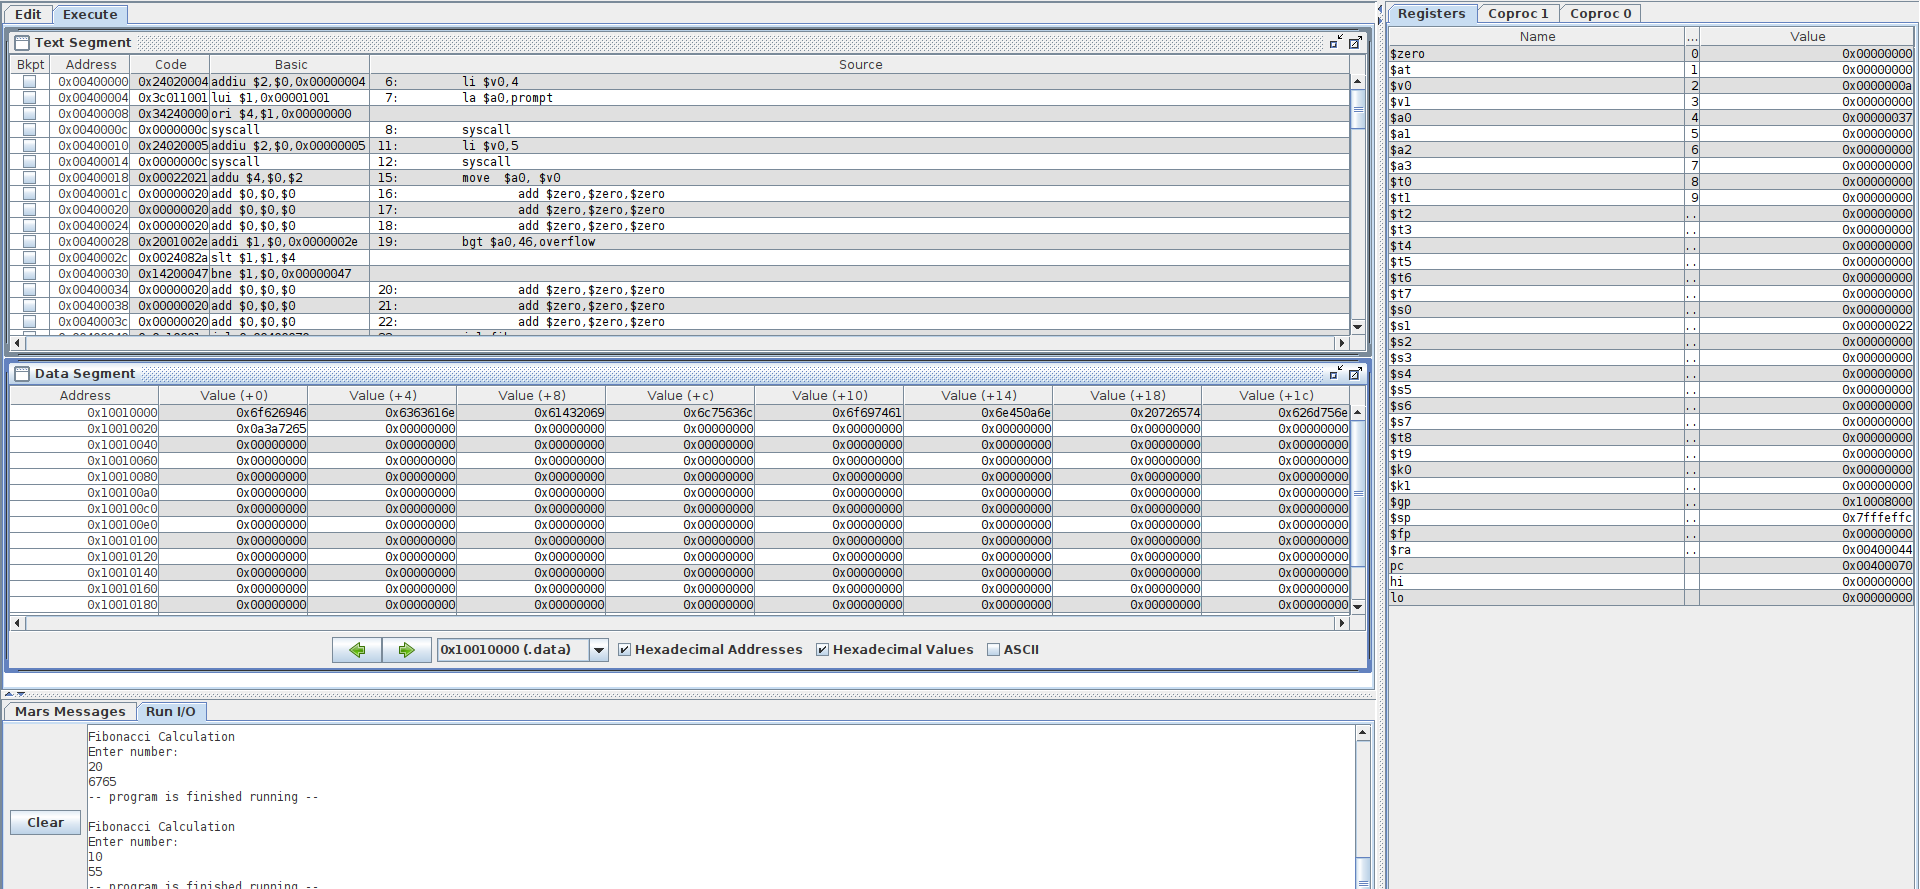 Edit Execute
Text Segment
Bkpt Address Code Basic Source
0x00400000 0x24020004 addiu $2,$0,0x00000004 6: li $v0,4
0x00400004 0x3c011001 lui $1,0x00001001 7: la $a0,prompt
0x00400008 0x34240000 ori $4,$1,0x00000000
0x0040000c 0x0000000c syscall 8: syscall
0x00400010 0x24020005 addiu $2,$0,0x00000005 11: li $v0,5
0x00400014 0x0000000c syscall 12: syscall
0x00400018 0x00022021 addu $4,$0,$2 15: move $a0, $v0
0x0040001c 0x00000020 add $0,$0,$0 16: add $zero,$zero,$zero
0x00400020 0x00000020 add $0,$0,$0 17: add $zero,$zero,$zero
0x00400024 0x00000020 add $0,$0,$0 18: add $zero,$zero,$zero
0x00400028 0x2001002e addi $1,$0,0x0000002e 19: bgt $a0,46,overflow
0x0040002c 0x0024082a slt $1,$1,$4
0x00400030 0x14200047 bne $1,$0,0x00000047
0x00400034 0x00000020 add $0,$0,$0 20: add $zero,$zero,$zero
0x00400038 0x00000020 add $0,$0,$0 21: add $zero,$zero,$zero
0x0040003c 0x00000020 add $0,$0,$0 22: add $zero,$zero,$zero
Data Segment
Address Value (+0) Value (+4) Value (+8) Value (+c) Value (+10) Value (+14) Value (+18) Value (+1c)
0x10010000 0x6f626946 0x6363616e 0x61432069 0x6c75636c 0x6f697461 0x6e450a6e 0x20726574 0x626d756e
0x10010020 0x0a3a7265 0x00000000 0x00000000 0x00000000 0x00000000 0x00000000 0x00000000 0x00000000
0x10010040 0x00000000 0x00000000 0x00000000 0x00000000 0x00000000 0x00000000 0x00000000 0x00000000
0x10010060 0x00000000 0x00000000 0x00000000 0x00000000 0x00000000 0x00000000 0x00000000 0x00000000
0x10010080 0x00000000 0x00000000 0x00000000 0x00000000 0x00000000 0x00000000 0x00000000 0x00000000
0x100100a0 0x00000000 0x00000000 0x00000000 0x00000000 0x00000000 0x00000000 0x00000000 0x00000000
0x100100c0 0x00000000 0x00000000 0x00000000 0x00000000 0x00000000 0x00000000 0x00000000 0x00000000
0x100100e0 0x00000000 0x00000000 0x00000000 0x00000000 0x00000000 0x00000000 0x00000000 0x00000000
0x10010100 0x00000000 0x00000000 0x00000000 0x00000000 0x00000000 0x00000000 0x00000000 0x00000000
0x10010120 0x00000000 0x00000000 0x00000000 0x00000000 0x00000000 0x00000000 0x00000000 0x00000000
0x10010140 0x00000000 0x00000000 0x00000000 0x00000000 0x00000000 0x00000000 0x00000000 0x00000000
0x10010160 0x00000000 0x00000000 0x00000000 0x00000000 0x00000000 0x00000000 0x00000000 0x00000000
0x10010180 0x00000000 0x00000000 0x00000000 0x00000000 0x00000000 0x00000000 0x00000000 0x00000000
0x10010000 (.data) Hexadecimal Addresses Hexadecimal Values ASCII
Mars Messages Run I/O
Clear
Fibonacci Calculation
Enter number:
20
6765
-- program is finished running --
Fibonacci Calculation
Enter number:
10
55
-- program is finished running --
Registers Coproc 1 Coproc 0
Name ... Value
$zero 0 0x00000000
$at 1 0x00000000
$v0 2 0x0000000a
$v1 3 0x00000000
$a0 4 0x00000037
$a1 5 0x00000000
$a2 6 0x00000000
$a3 7 0x00000000
$t0 8 0x00000000
$t1 9 0x00000000
$t2 .. 0x00000000
$t3 .. 0x00000000
$t4 .. 0x00000000
$t5 .. 0x00000000
$t6 .. 0x00000000
$t7 .. 0x00000000
$s0 .. 0x00000000
$s1 .. 0x00000022
$s2 .. 0x00000000
$s3 .. 0x00000000
$s4 .. 0x00000000
$s5 .. 0x00000000
$s6 .. 0x00000000
$s7 .. 0x00000000
$t8 .. 0x00000000
$t9 .. 0x00000000
$k0 .. 0x00000000
$k1 .. 0x00000000
$gp .. 0x10008000
$sp .. 0x7fffeffc
$fp .. 0x00000000
$ra .. 0x00400044
pc 0x00400070
hi 0x00000000
lo 0x00000000